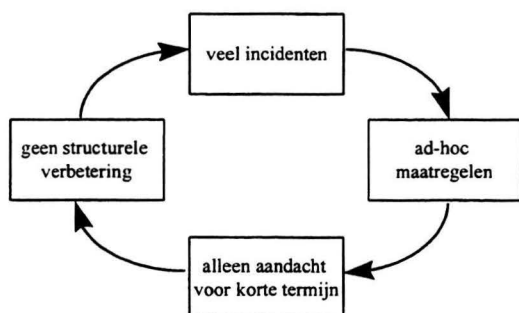 veel incidenten
ad-hoc
maatregelen
alleen aandacht
voor korte termijn
geen structurele
verbetering